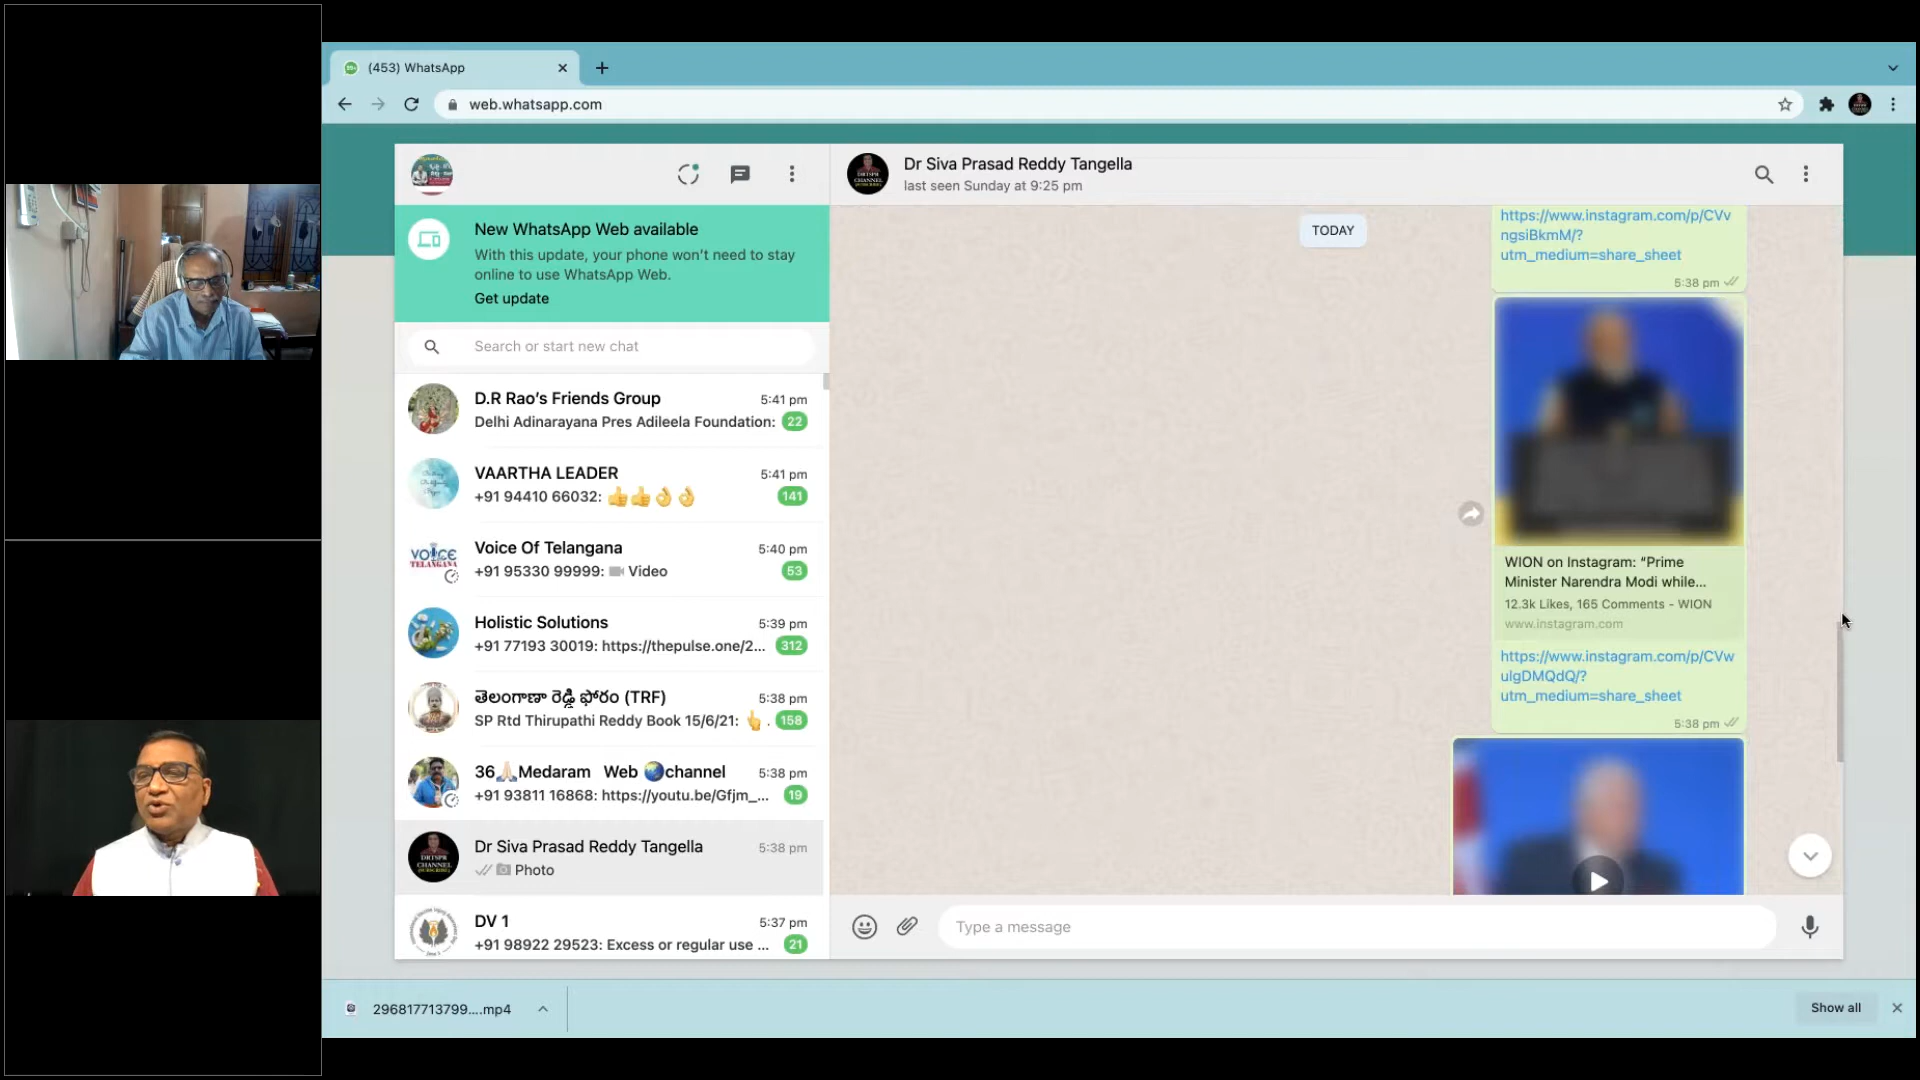 (453) WhatsApp
web.whatsapp.com
New WhatsApp Web available
With this update, your phone won't need to stay
online to use WhatsApp Web.
Get update
Search or start new chat
D.R Rao's Friends Group 5:41 pm
Delhi Adinarayana Pres Adileela Foundation: 22
VAARTHA LEADER 5:41 pm
+91 94410 66032: 👍👍👌👌 141
VOICE
TELANGANA
Voice Of Telangana 5:40 pm
+91 95330 99999: Video 53
Holistic Solutions 5:39 pm
+91 77193 30019: https://thepulse.one/2... 312
తెలంగాణా రెడ్డి ఫోరం (TRF) 5:38 pm
SP Rtd Thirupathi Reddy Book 15/6/21: 👆. 158
36🙏🏻Medaram Web 🌏channel 5:38 pm
+91 93811 16868: https://youtu.be/Gfjm_... 19
DRTSPR
CHANNEL
Dr Siva Prasad Reddy Tangella 5:38 pm
Photo
DV 1 5:37 pm
+91 98922 29523: Excess or regular use ... 21
Dr Siva Prasad Reddy Tangella
last seen Sunday at 9:25 pm
TODAY
https://www.instagram.com/p/CVv
ngsiBkmM/?
utm_medium=share_sheet
5:38 pm
WION on Instagram: “Prime
Minister Narendra Modi while...
12.3k Likes, 165 Comments - WION
www.instagram.com
https://www.instagram.com/p/CVw
ulgDMQdQ/?
utm_medium=share_sheet
5:38 pm
Type a message
296817713799....mp4
Show all